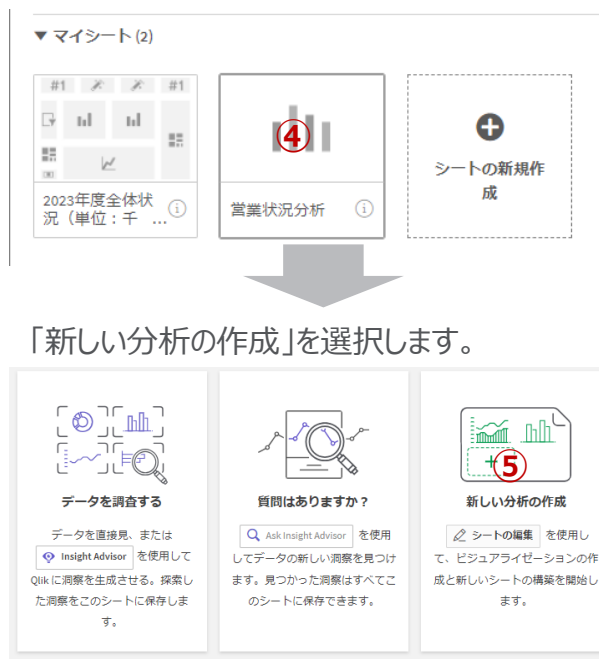 ▼ マイシート (2)
#1 #1
④
2023年度全体状
況（単位：千 ...
営業状況分析
シートの新規作
成
「新しい分析の作成」を選択します。
⑤
データを調査する
データを直接見、または
Insight Advisor を使用して
Qlik に洞察を生成させる。探索し
た洞察をこのシートに保存しま
す。
質問はありますか？
Ask Insight Advisor を使用
してデータの新しい洞察を見つけ
ます。見つかった洞察はすべてこ
のシートに保存できます。
新しい分析の作成
シートの編集 を使用し
て、ビジュアライゼーションの作
成と新しいシートの構築を開始し
ます。